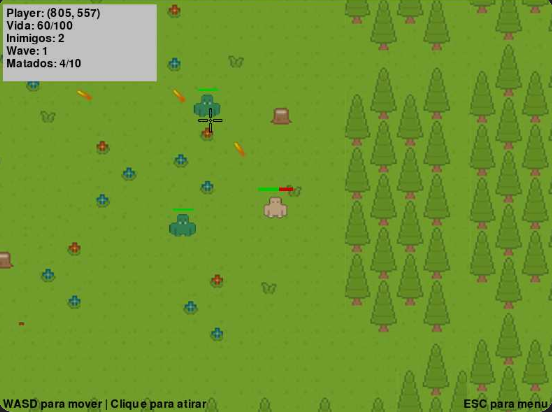 Player: (805, 557)
Vida: 60/100
Inimigos: 2
Wave: 1
Matados: 4/10
WASD para mover | Clique para atirar
ESC para menu